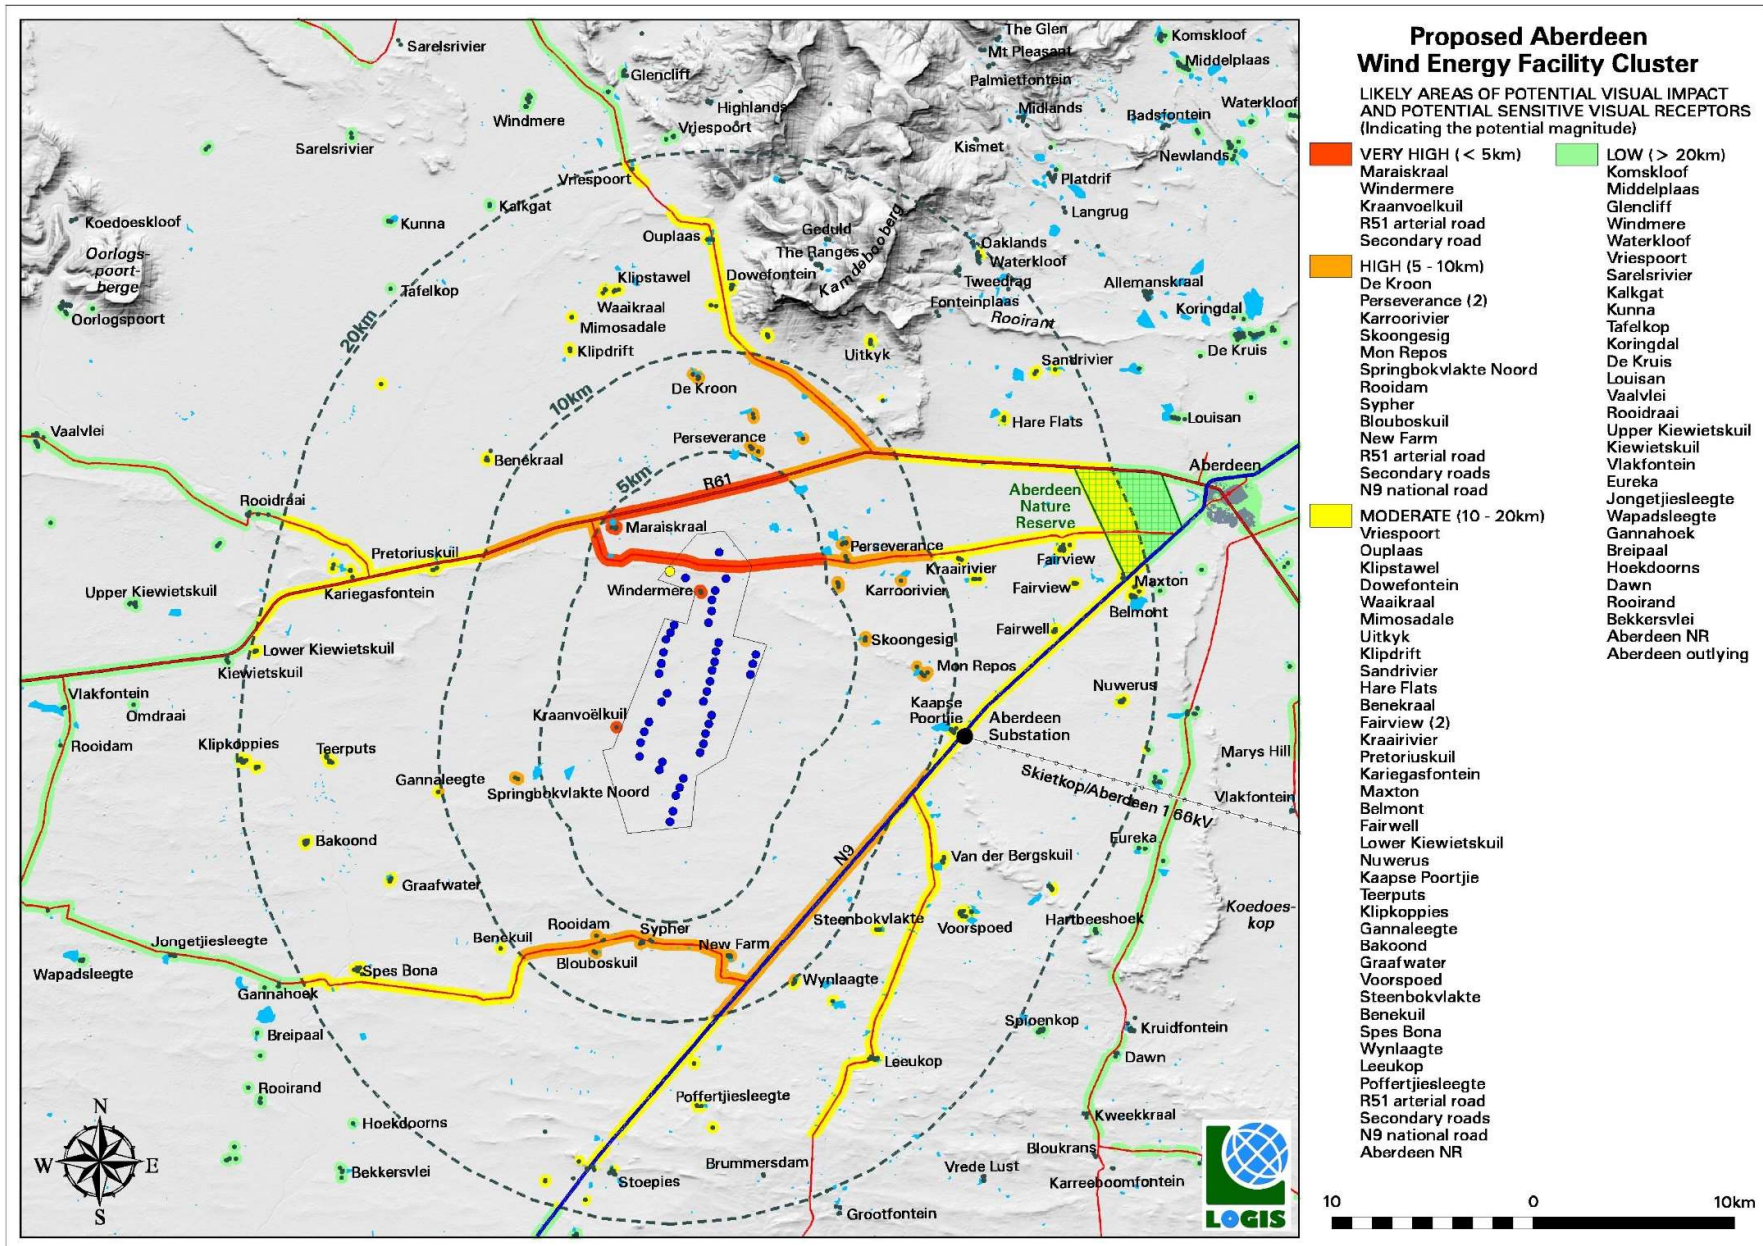 Proposed Aberdeen
Wind Energy Facility Cluster
LIKELY AREAS OF POTENTIAL VISUAL IMPACT
AND POTENTIAL SENSITIVE VISUAL RECEPTORS
(Indicating the potential magnitude)
VERY HIGH (< 5km)
Maraiskraal
Windermere
Kraanvoelkuil
R51 arterial road
Secondary road
HIGH (5 - 10km)
De Kroon
Perseverance (2)
Karroorivier
Skoongesig
Mon Repos
Springbokvlakte Noord
Rooidam
Sypher
Blouboskuil
New Farm
R51 arterial road
Secondary roads
N9 national road
MODERATE (10 - 20km)
Vriespoort
Ouplaas
Klipstawel
Dowefontein
Waaikraal
Mimosadale
Uitkyk
Klipdrift
Sandrivier
Hare Flats
Benekraal
Fairview (2)
Kraairivier
Pretoriuskuil
Kariegasfontein
Maxton
Belmont
Fairwell
Lower Kiewietskuil
Nuwerus
Kaapse Poortjie
Teerputs
Klipkoppies
Gannaleegte
Bakoond
Graafwater
Voorspoed
Steenbokvlakte
Benekuil
Spes Bona
Wynlaagte
Leeukop
Poffertjiesleegte
R51 arterial road
Secondary roads
N9 national road
Aberdeen NR
LOW (> 20km)
Komskloof
Middelplaas
Glencliff
Windmere
Waterkloof
Vriespoort
Sarelsrivier
Kalkgat
Kunna
Tafelkop
Koringdal
De Kruis
Louisan
Vaalvlei
Rooidraai
Upper Kiewietskuil
Kiewietskuil
Vlakfontein
Eureka
Jongetjiesleegte
Wapadsleegte
Gannahoek
Breipaal
Hoekdoorns
Dawn
Rooirand
Bekkersvlei
Aberdeen NR
Aberdeen outlying
10 0 10km
Sarelsrivier
The Glen
Komskloof
Mt Pleasant
Middelplaas
Glencliff
Palmietfontein
Highlands
Midlands
Waterkloof
Windmere
Vriespoort
Badsfontein
Sarelsrivier
Kismet
Newlands
Vriespoort
Platdrif
Koedoeskloof
Kunna
Kalkgat
Langrug
Ouplaas
Geduld
Oaklands
Oorlogs-
poort-
berge
The Ranges
Kamdebooberg
Waterkloof
Klipstawel
Dowefontein
Tweedrag
Allemanskraal
Tafelkop
Waaikraal
Fonteinplaas
Koringdal
Oorlogspoort
20km
Mimosadale
Rooirant
Klipdrift
Uitkyk
Sandrivier
De Kruis
De Kroon
10km
Hare Flats
Louisan
Vaalvlei
Perseverance
Benekraal
5km
R61
Aberdeen
Rooidraai
Aberdeen
Nature
Reserve
Maraiskraal
Pretoriuskuil
Perseverance
Kraairivier
Fairview
Upper Kiewietskuil
Kariegasfontein
Windermere
Karroorivier
Fairview
Maxton
Belmont
Fairwell
Skoongesig
Lower Kiewietskuil
Kiewietskuil
Mon Repos
Vlakfontein
Omdraai
Nuwerus
Kraanvoëlkuil
Kaapse
Poortjie
Aberdeen
Substation
Rooidam
Klipkoppies
Teerputs
Marys Hill
Gannaleegte
Springbokvlakte Noord
Skietkop/Aberdeen 1 66kV
Vlakfontein
Bakoond
N9
Eureka
Van der Bergskuil
Graafwater
Koedoes-
kop
Steenbokvlakte
Voorspoed
Hartbeeshoek
Rooidam
Sypher
Benekuil
New Farm
Jongetjiesleegte
Blouboskuil
Wapadsleegte
Spes Bona
Wynlaagte
Gannahoek
Spioenkop
Kruidfontein
Breipaal
Dawn
Leeukop
Rooirand
Poffertjiesleegte
Kweekkraal
Hoekdoorns
Bloukrans
Bekkersvlei
Stoepies
Brummersdam
Vrede Lust
Karreeboomfontein
Grootfontein
N
W E
S
LOGIS